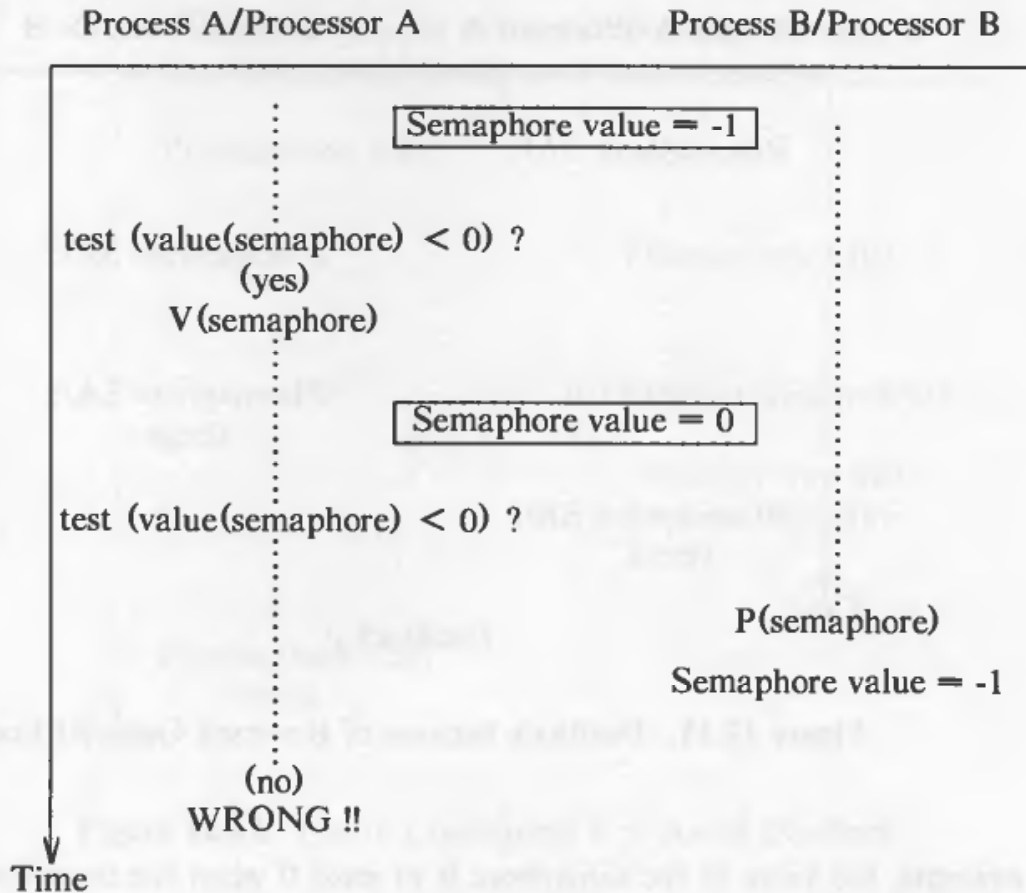 Process A/Processor A
Process B/Processor B
Semaphore value = -1
test (value(semaphore) < 0) ?
(yes)
V(semaphore)
Semaphore value = 0
test (value(semaphore) < 0) ?
P(semaphore)
Semaphore value = -1
(no)
WRONG !!
Time